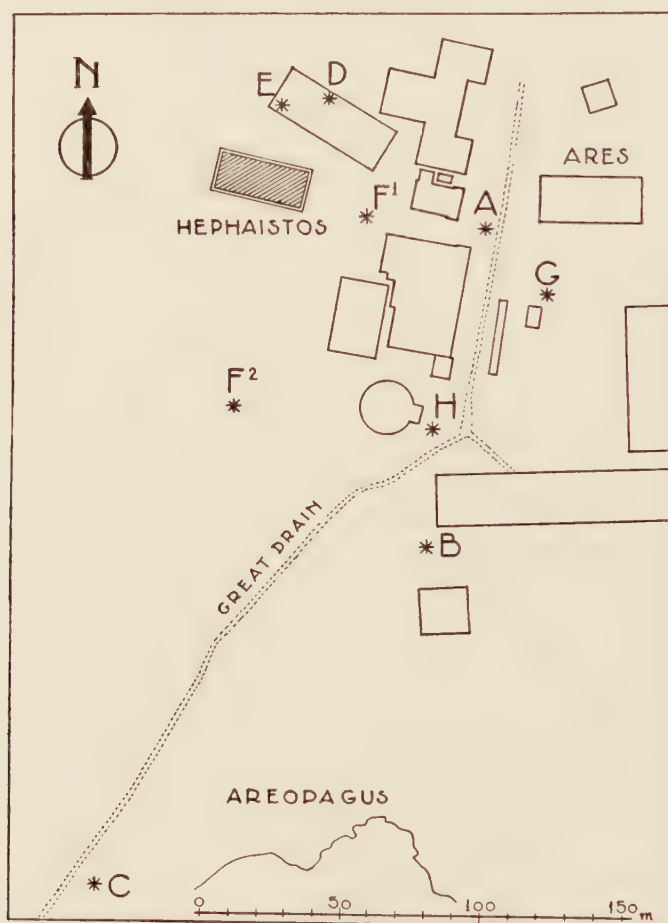 N
E D
ARES
HEPHAISTOS
F¹
A
G
F²
H
B
GREAT DRAIN
AREOPAGUS
C
0 50 100 150 m